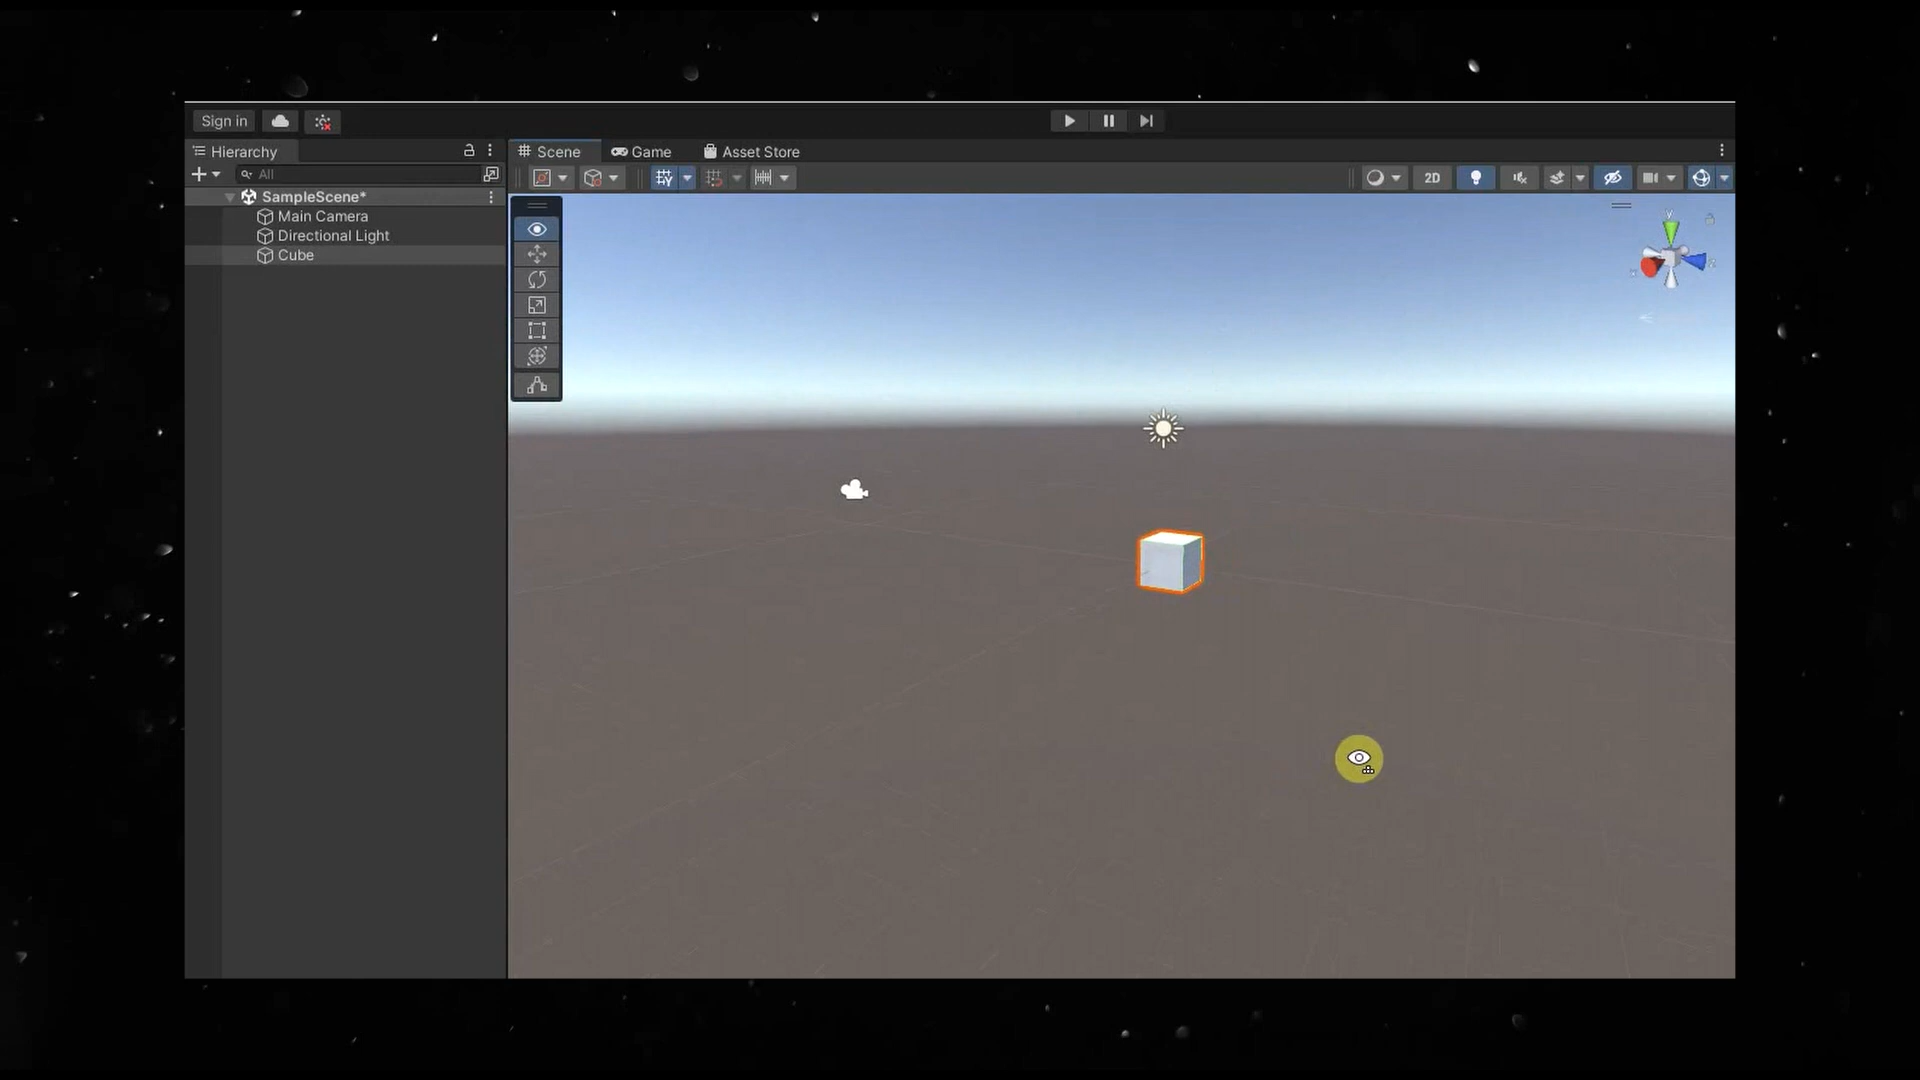 Sign in
Hierarchy
Scene
Game
Asset Store
All
2D
SampleScene*
Main Camera
Directional Light
Cube
y